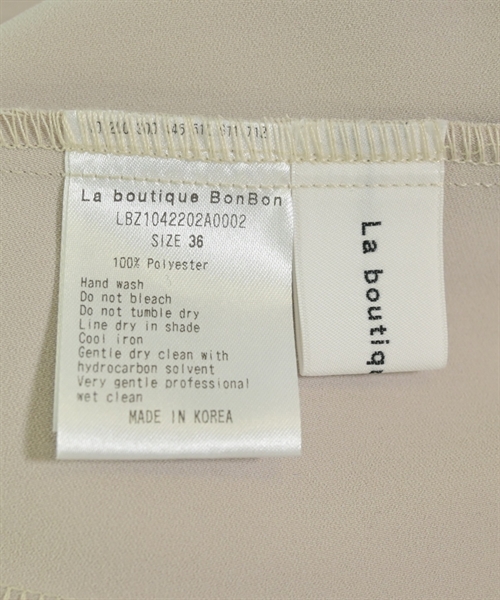 La boutique BonBon
LBZ1042202A0002
SIZE 36
100% Polyester
Hand wash
Do not bleach
Do not tumble dry
Line dry in shade
Cool iron
Gentle dry clean with
hydrocarbon solvent
Very gentle professional
wet clean
MADE IN KOREA
La boutiqu